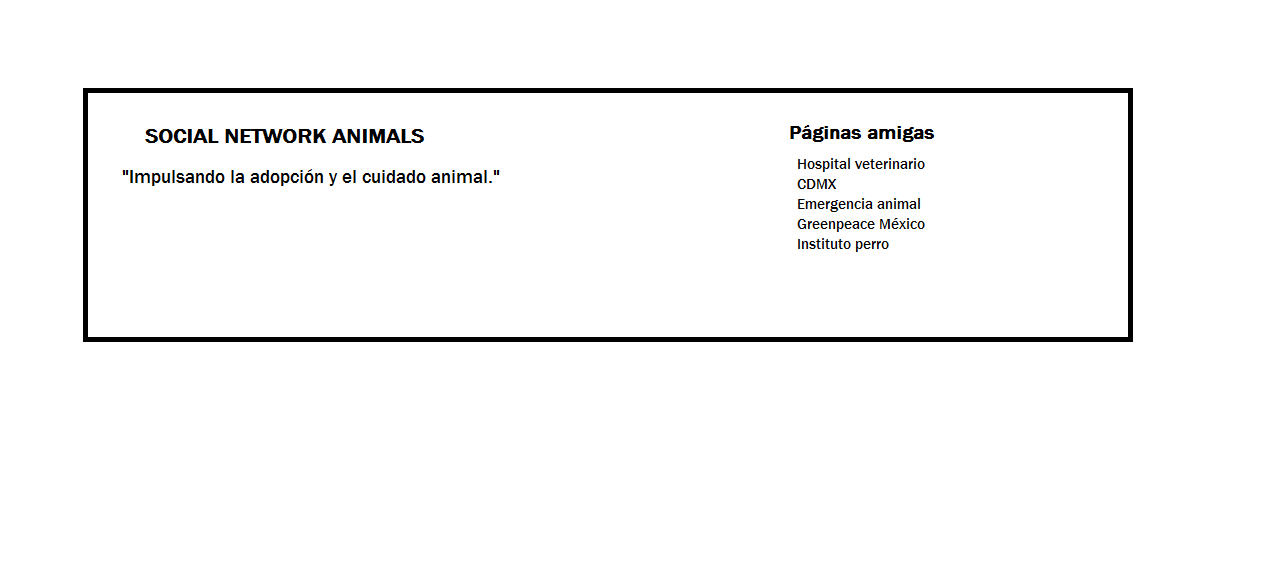 SOCIAL NETWORK ANIMALS
"Impulsando la adopción y el cuidado animal."
Páginas amigas
Hospital veterinario
CDMX
Emergencia animal
Greenpeace México
Instituto perro